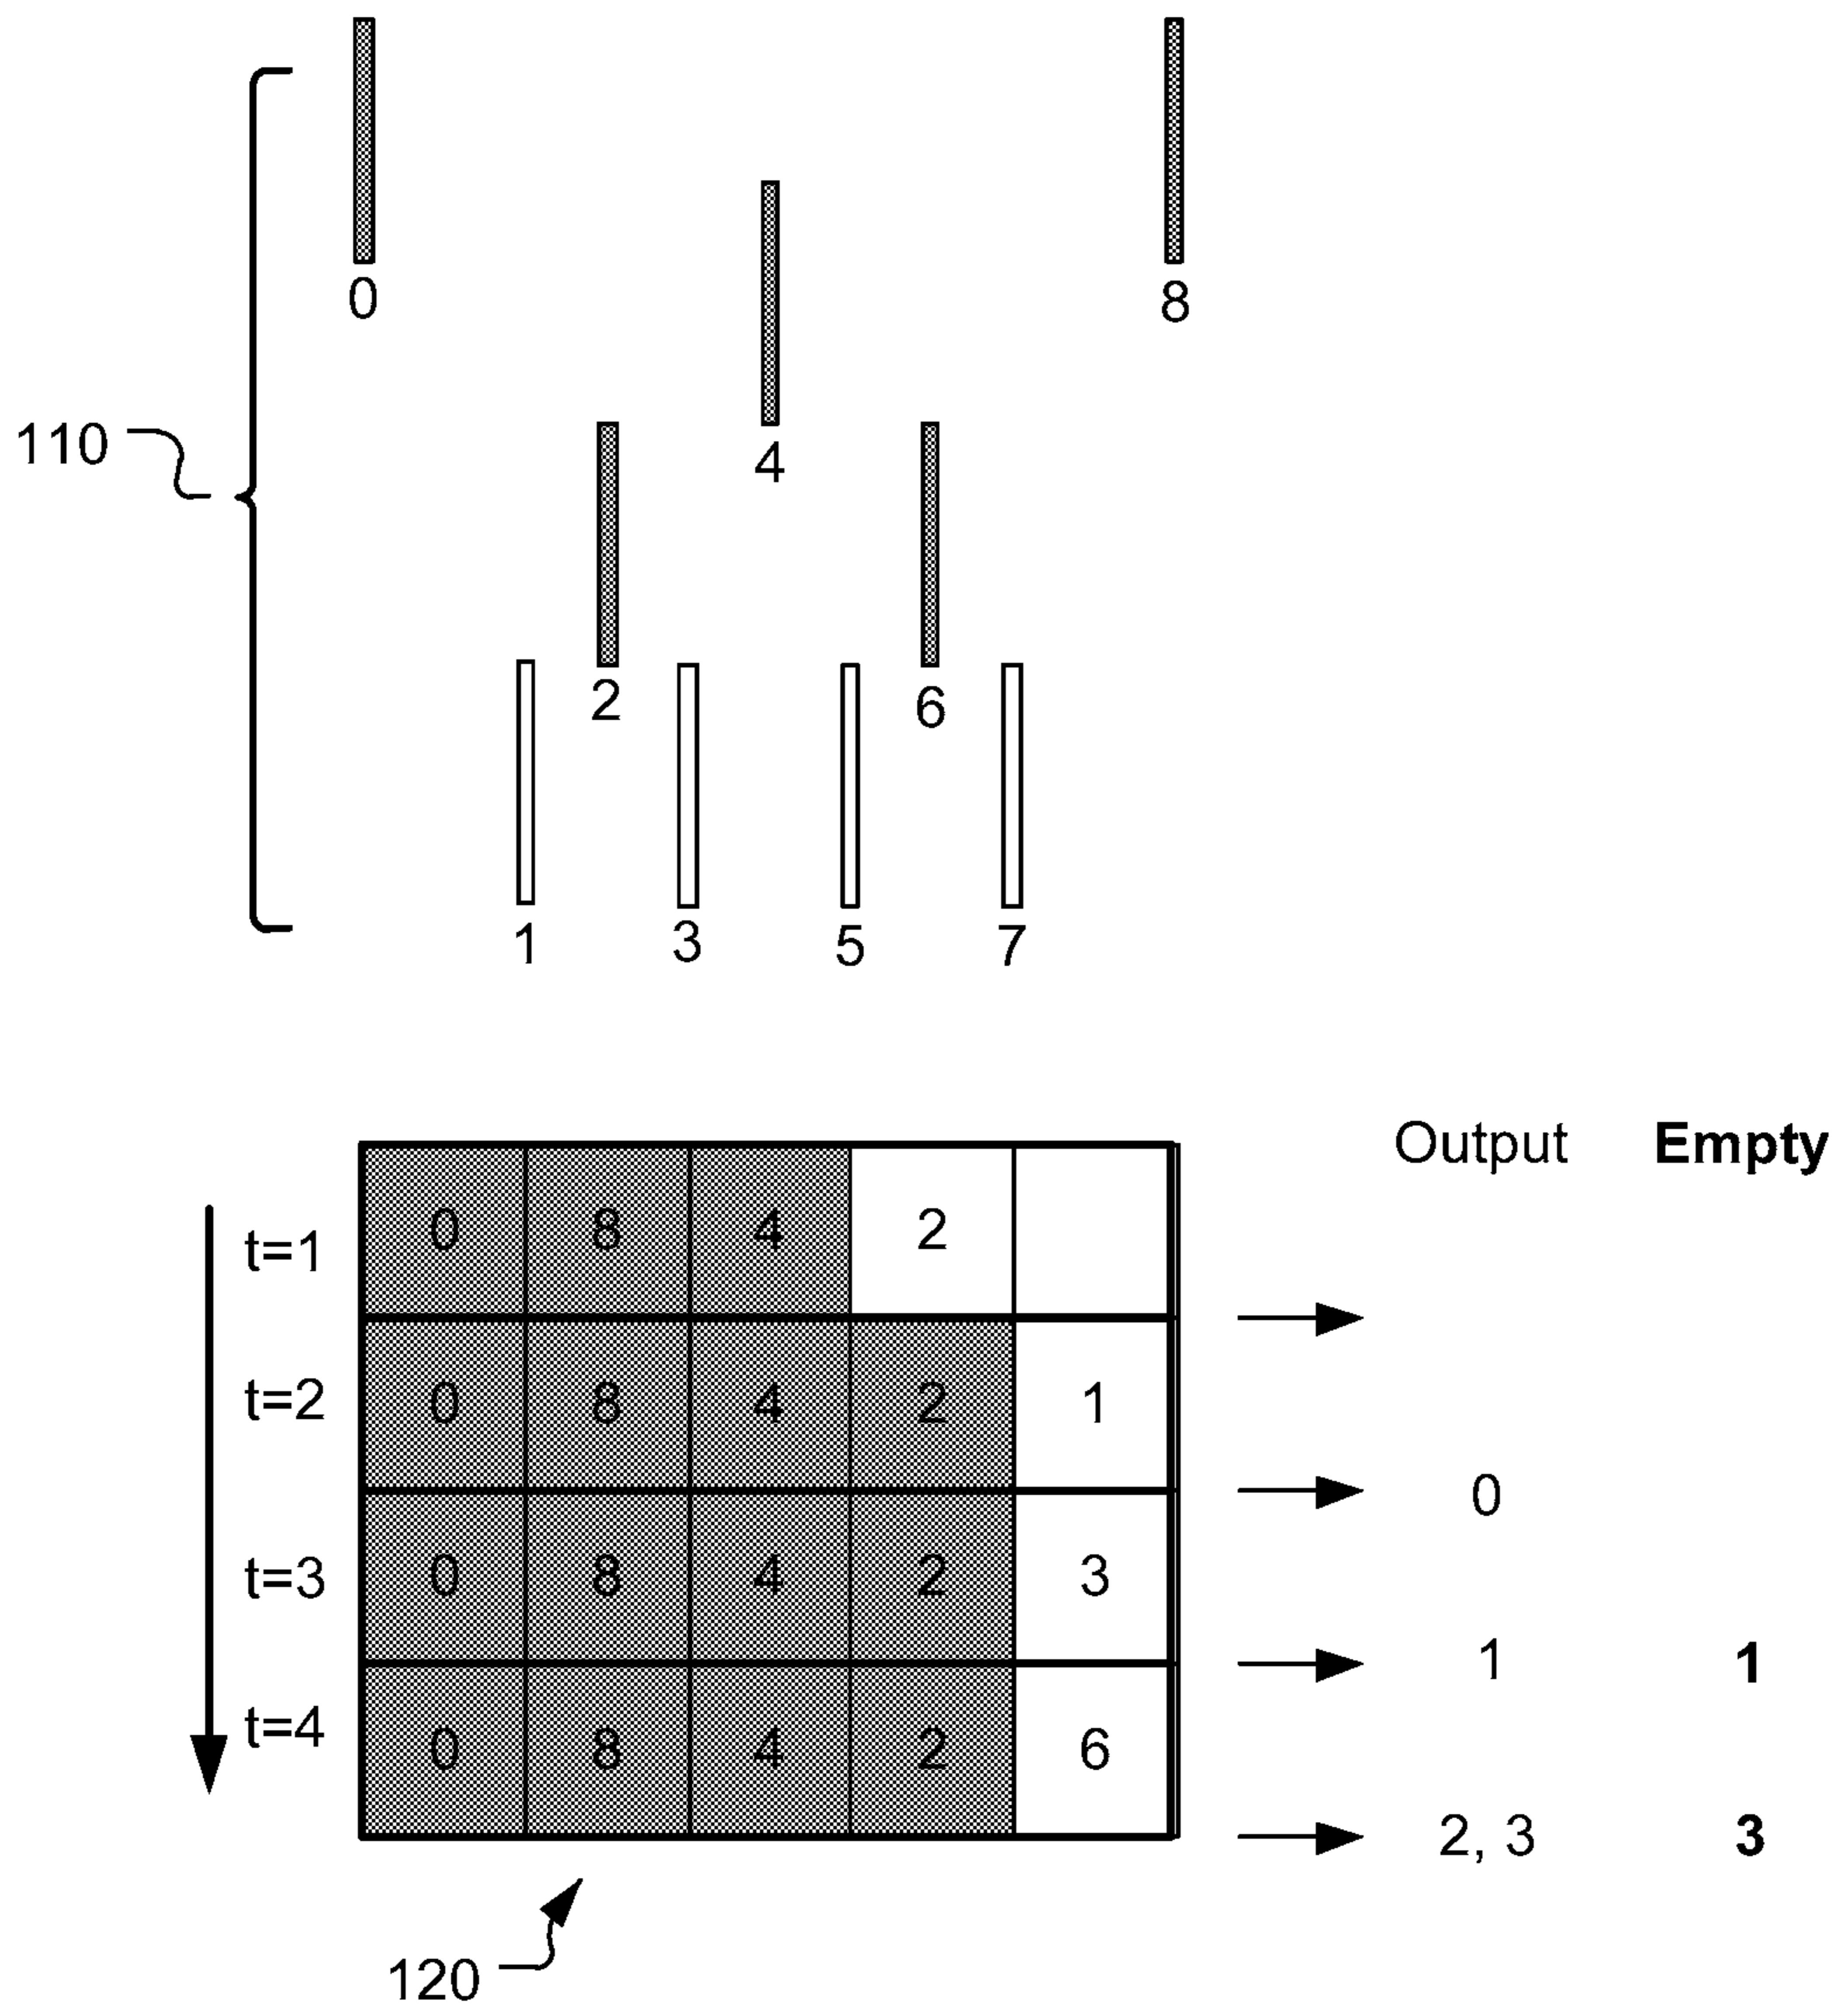 0 8
110
4
2 6
1 3 5 7
Output Empty
t=1 0 8 4 2
t=2 0 8 4 2 1
0
t=3 0 8 4 2 3
1 1
t=4 0 8 4 2 6
2, 3 3
120